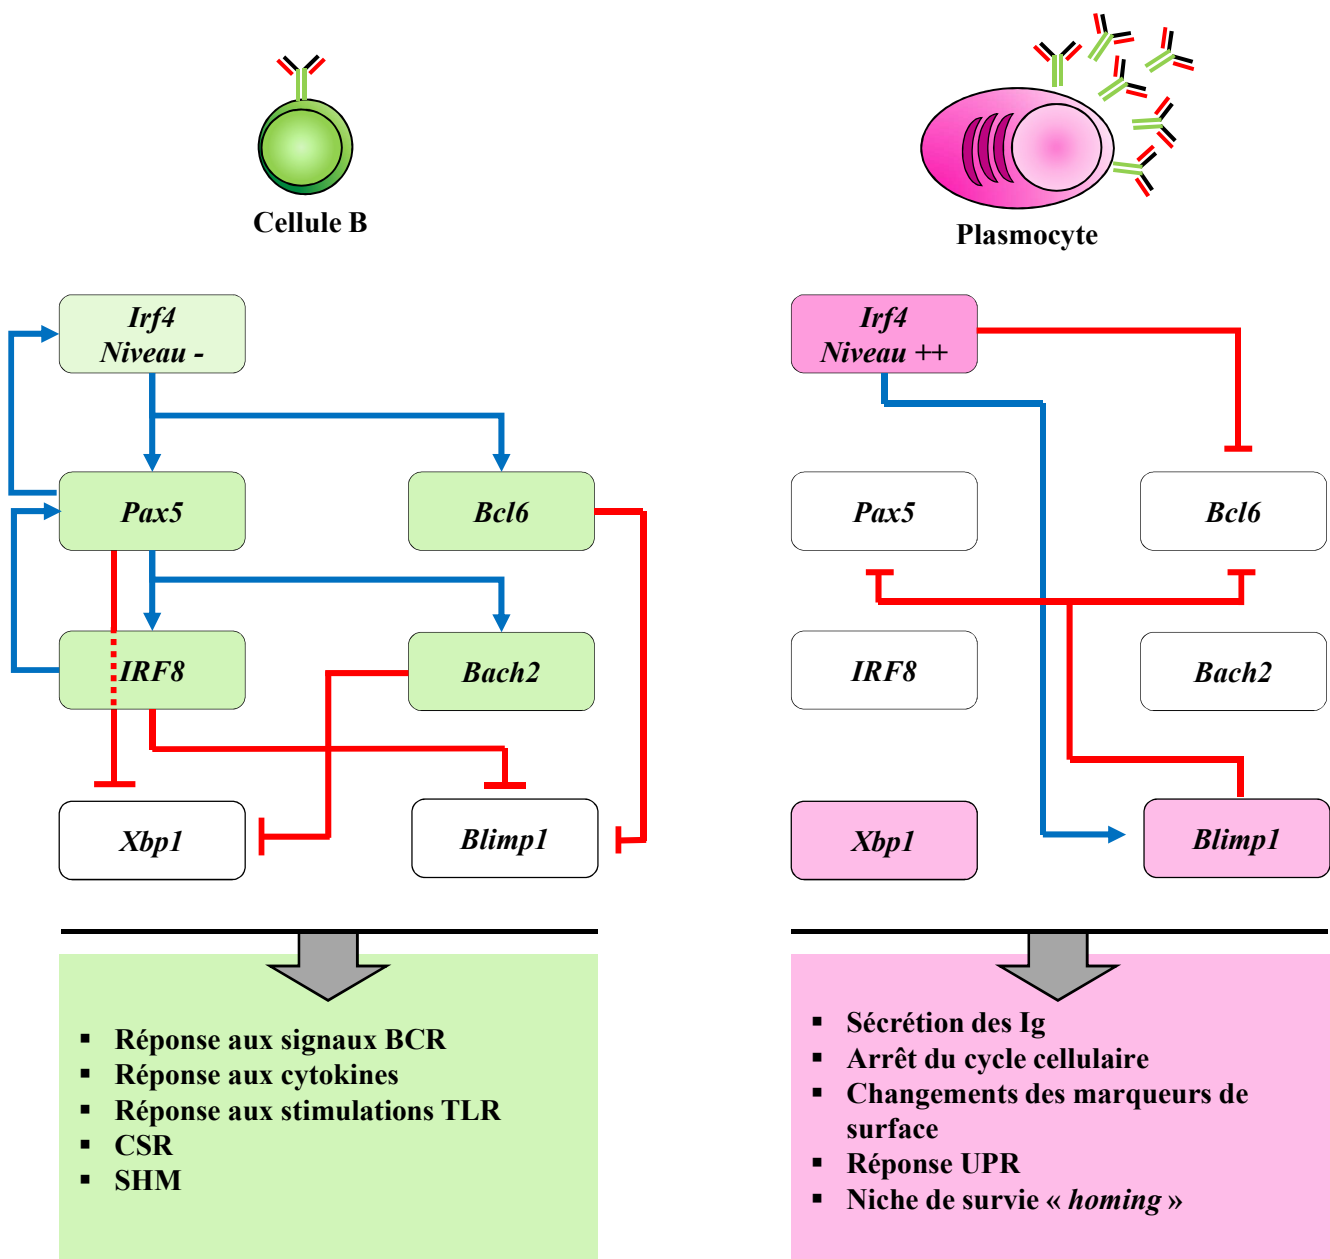 Cellule B
Plasmocyte
Irf4
Niveau -
Pax5
Bcl6
IRF8
Bach2
Xbp1
Blimp1
Irf4
Niveau ++
Pax5
Bcl6
IRF8
Bach2
Xbp1
Blimp1
▪ Réponse aux signaux BCR
▪ Réponse aux cytokines
▪ Réponse aux stimulations TLR
▪ CSR
▪ SHM
▪ Sécrétion des Ig
▪ Arrêt du cycle cellulaire
▪ Changements des marqueurs de
surface
▪ Réponse UPR
▪ Niche de survie « homing »